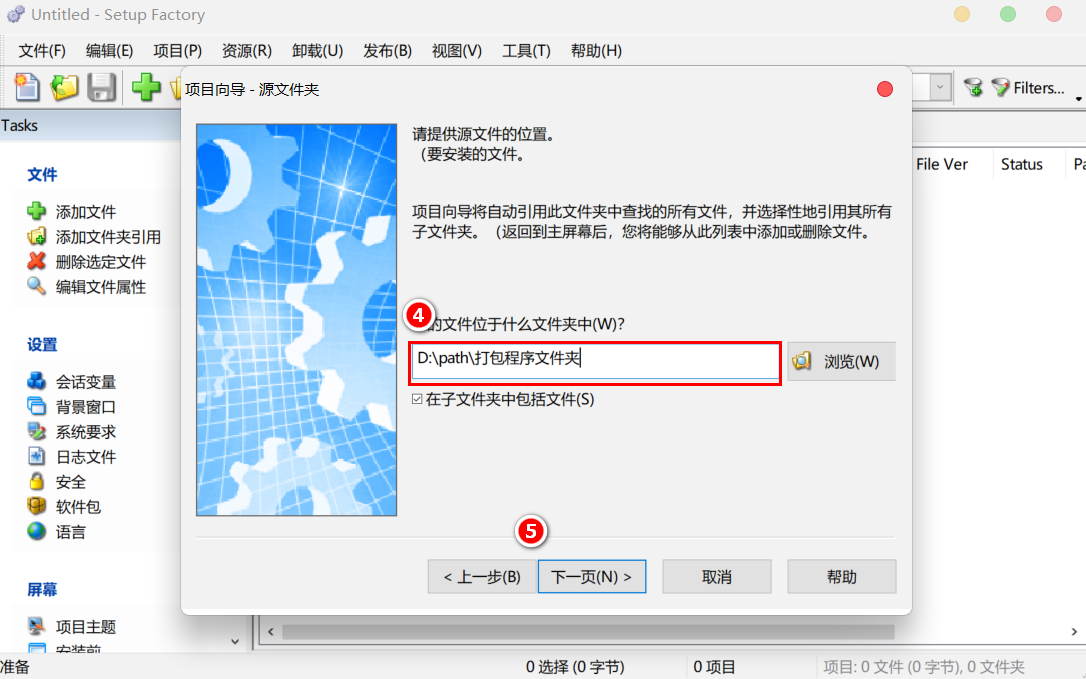 Untitled - Setup Factory
文件(F) 编辑(E) 项目(P) 资源(R) 卸载(U) 发布(B) 视图(V) 工具(T) 帮助(H)
Filters...
Tasks
文件
添加文件
添加文件夹引用
删除选定文件
编辑文件属性
设置
会话变量
背景窗口
系统要求
日志文件
安全
软件包
语言
屏幕
项目主题
安装前
项目向导 - 源文件夹
请提供源文件的位置。
（要安装的文件。
项目向导将自动引用此文件夹中查找的所有文件，并选择性地引用其所有
子文件夹。（返回到主屏幕后，您将能够从此列表中添加或删除文件。
4
的文件位于什么文件夹中(W)?
D:\path\打包程序文件夹
浏览(W)
在子文件夹中包括文件(S)
5
< 上一步(B) 下一页(N) > 取消 帮助
File Ver Status
准备 0 选择 (0 字节) 0 项目 项目: 0 文件 (0 字节), 0 文件夹